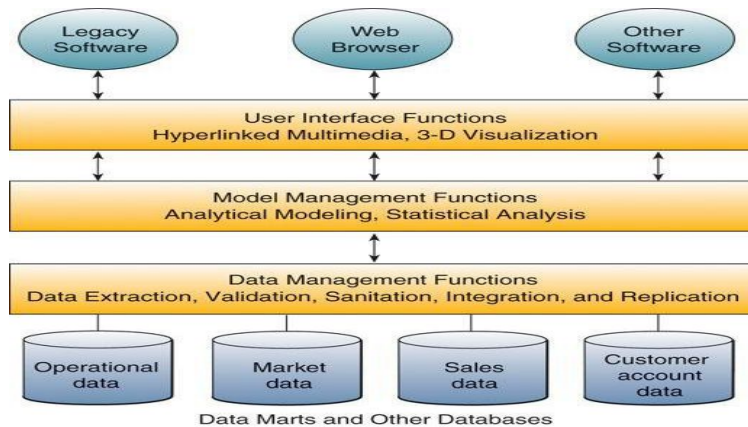 Legacy
Software
Web
Browser
Other
Software
User Interface Functions
Hyperlinked Multimedia, 3-D Visualization
Model Management Functions
Analytical Modeling, Statistical Analysis
Data Management Functions
Data Extraction, Validation, Sanitation, Integration, and Replication
Operational
data
Market
data
Sales
data
Customer
account
data
Data Marts and Other Databases